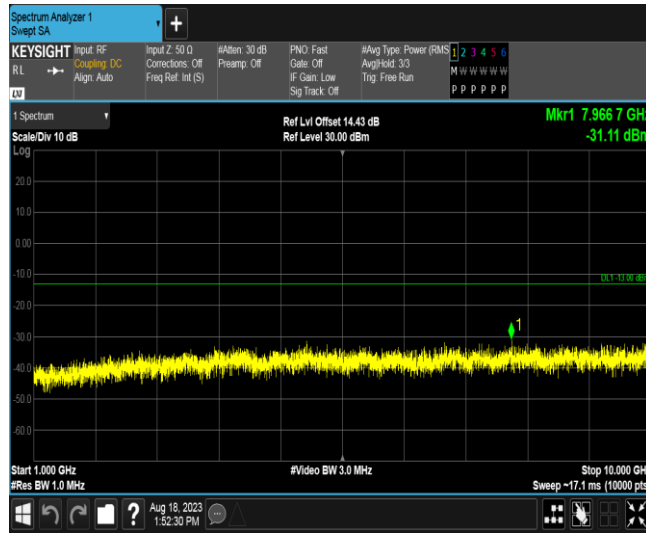 Spectrum Analyzer 1
Swept SA
KEYSIGHT
RL
LXI
Input: RF
Coupling: DC
Align: Auto
Input Z: 50 Ω
Corrections: Off
Freq Ref: Int (S)
#Atten: 30 dB
Preamp: Off
PNO: Fast
Gate: Off
IF Gain: Low
Sig Track: Off
#Avg Type: Power (RMS
Avg|Hold: 3/3
Trig: Free Run
1 2 3 4 5 6
M W W W W W
P P P P P P
1 Spectrum
Scale/Div 10 dB
Log
Ref Lvl Offset 14.43 dB
Ref Level 30.00 dBm
Mkr1 7.966 7 GHz
-31.11 dBm
20.0
10.0
0.00
-10.0
DL1 -13.00 dBm
-20.0
1
-30.0
-40.0
-50.0
-60.0
Start 1.000 GHz
#Video BW 3.0 MHz
Stop 10.000 GHz
#Res BW 1.0 MHz
Sweep ~17.1 ms (10000 pts
?
Aug 18, 2023
1:52:30 PM